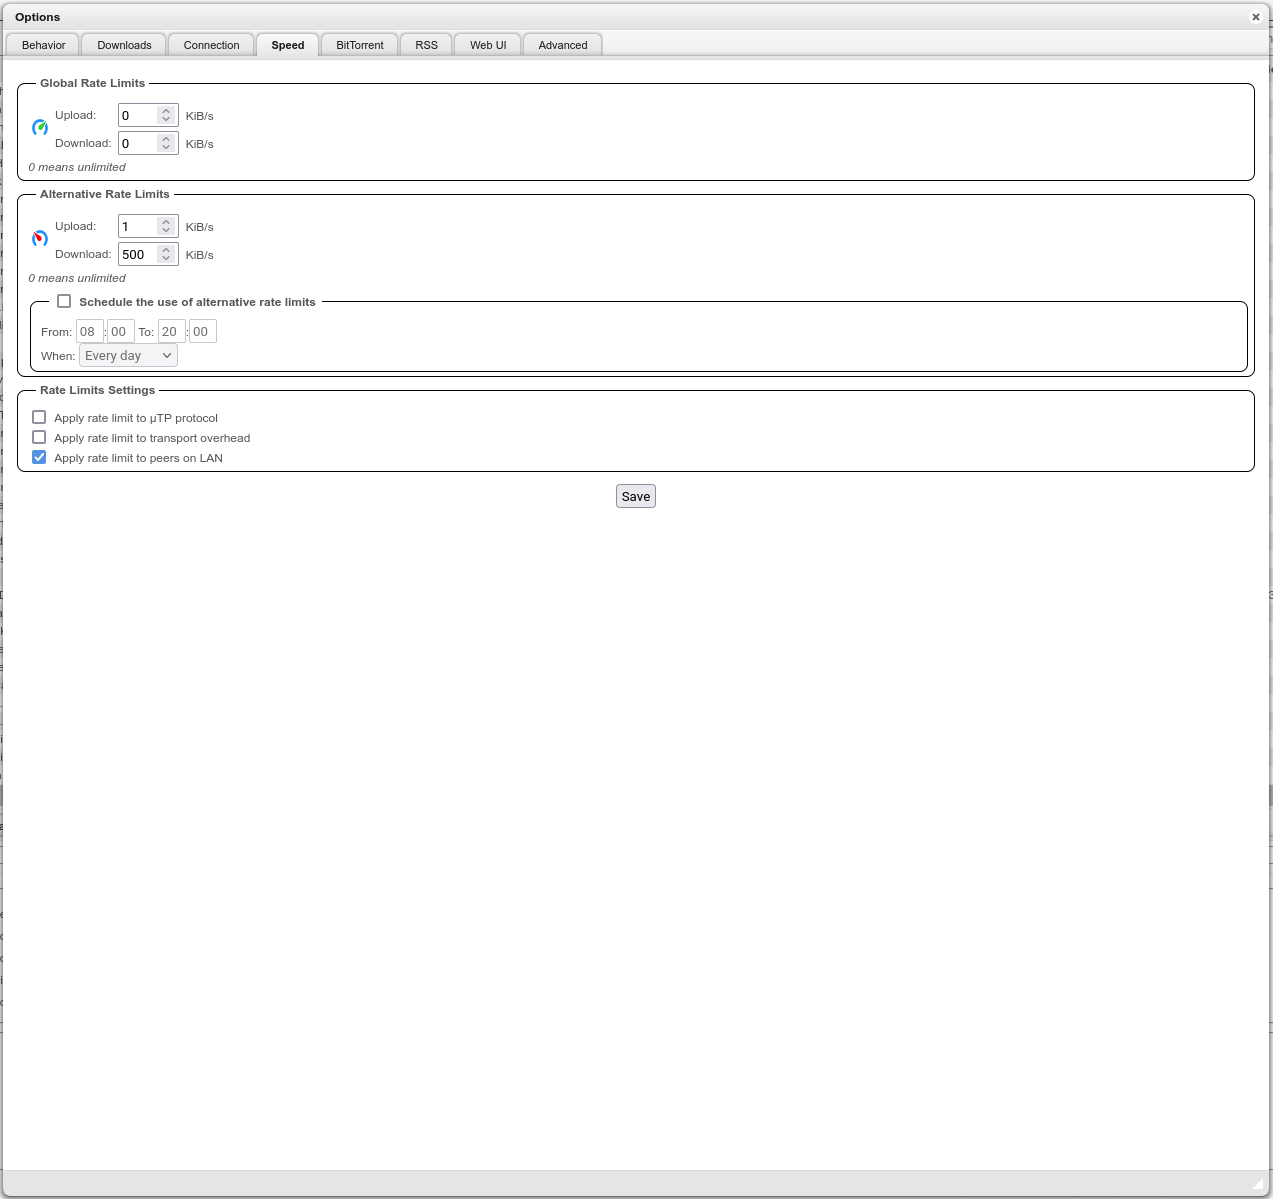 Options
Behavior Downloads Connection Speed BitTorrent RSS Web UI Advanced
Global Rate Limits
Upload: 0 KiB/s
Download: 0 KiB/s
0 means unlimited
Alternative Rate Limits
Upload: 1 KiB/s
Download: 500 KiB/s
0 means unlimited
Schedule the use of alternative rate limits
From: 08 : 00 To: 20 : 00
When: Every day
Rate Limits Settings
Apply rate limit to µTP protocol
Apply rate limit to transport overhead
Apply rate limit to peers on LAN
Save